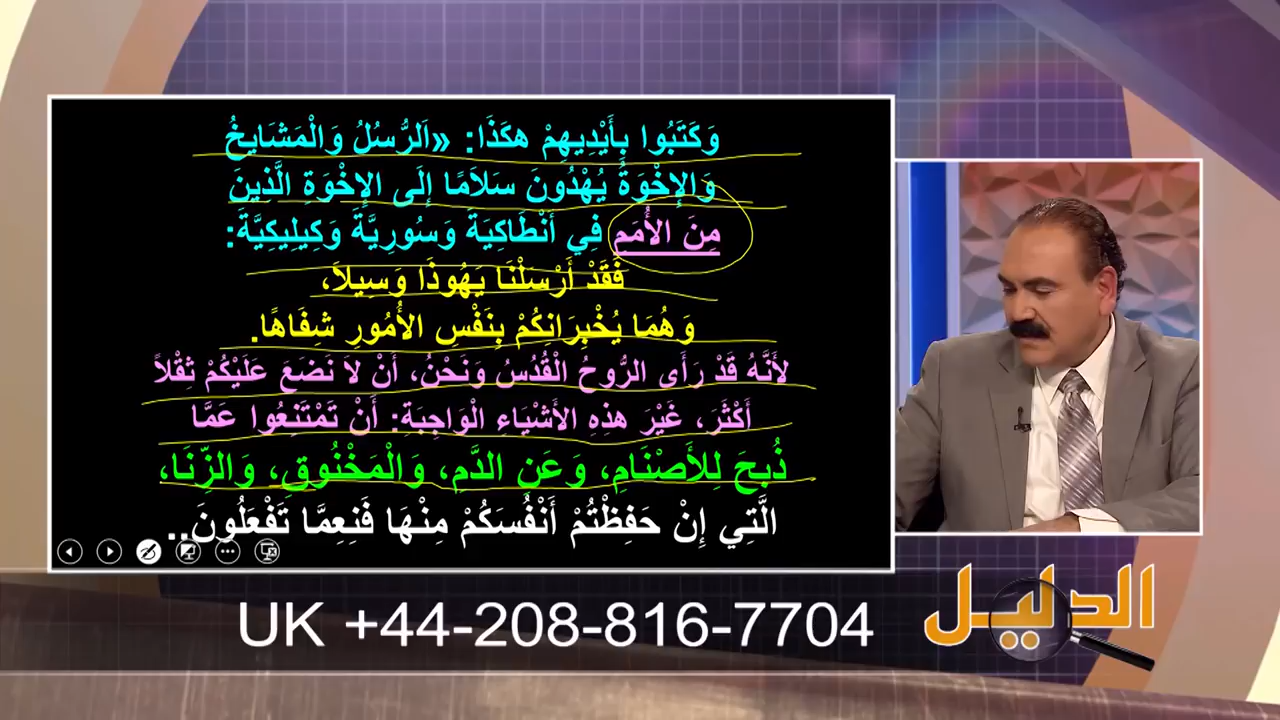 وَكَتَبُوا بِأَيْدِيهِمْ هكَذَا: «اَلرُّسُلُ وَالْمَشَايِخُ
وَالإِخْوَةُ يُهْدُونَ سَلاَمًا إِلَى الإِخْوَةِ الَّذِينَ
مِنَ الأُمَمِ فِي أَنْطَاكِيَةَ وَسُورِيَّةَ وَكِيلِيكِيَّةَ:
فَقَدْ أَرْسَلْنَا يَهُوذَا وَسِيلاَ،
وَهُمَا يُخْبِرَانِكُمْ بِنَفْسِ الأُمُورِ شِفَاهًا.
لأَنَّهُ قَدْ رَأَى الرُّوحُ الْقُدُسُ وَنَحْنُ، أَنْ لاَ نَضَعَ عَلَيْكُمْ ثِقْلاً
أَكْثَرَ، غَيْرَ هذِهِ الأَشْيَاءِ الْوَاجِبَةِ: أَنْ تَمْتَنِعُوا عَمَّا
ذُبِحَ لِلأَصْنَامِ، وَعَنِ الدَّمِ، وَالْمَخْنُوقِ، وَالزِّنَا،
الَّتِي إِنْ حَفِظْتُمْ أَنْفُسَكُمْ مِنْهَا فَنِعِمَّا تَفْعَلُونَ..
UK +44-208-816-7704
الدليل